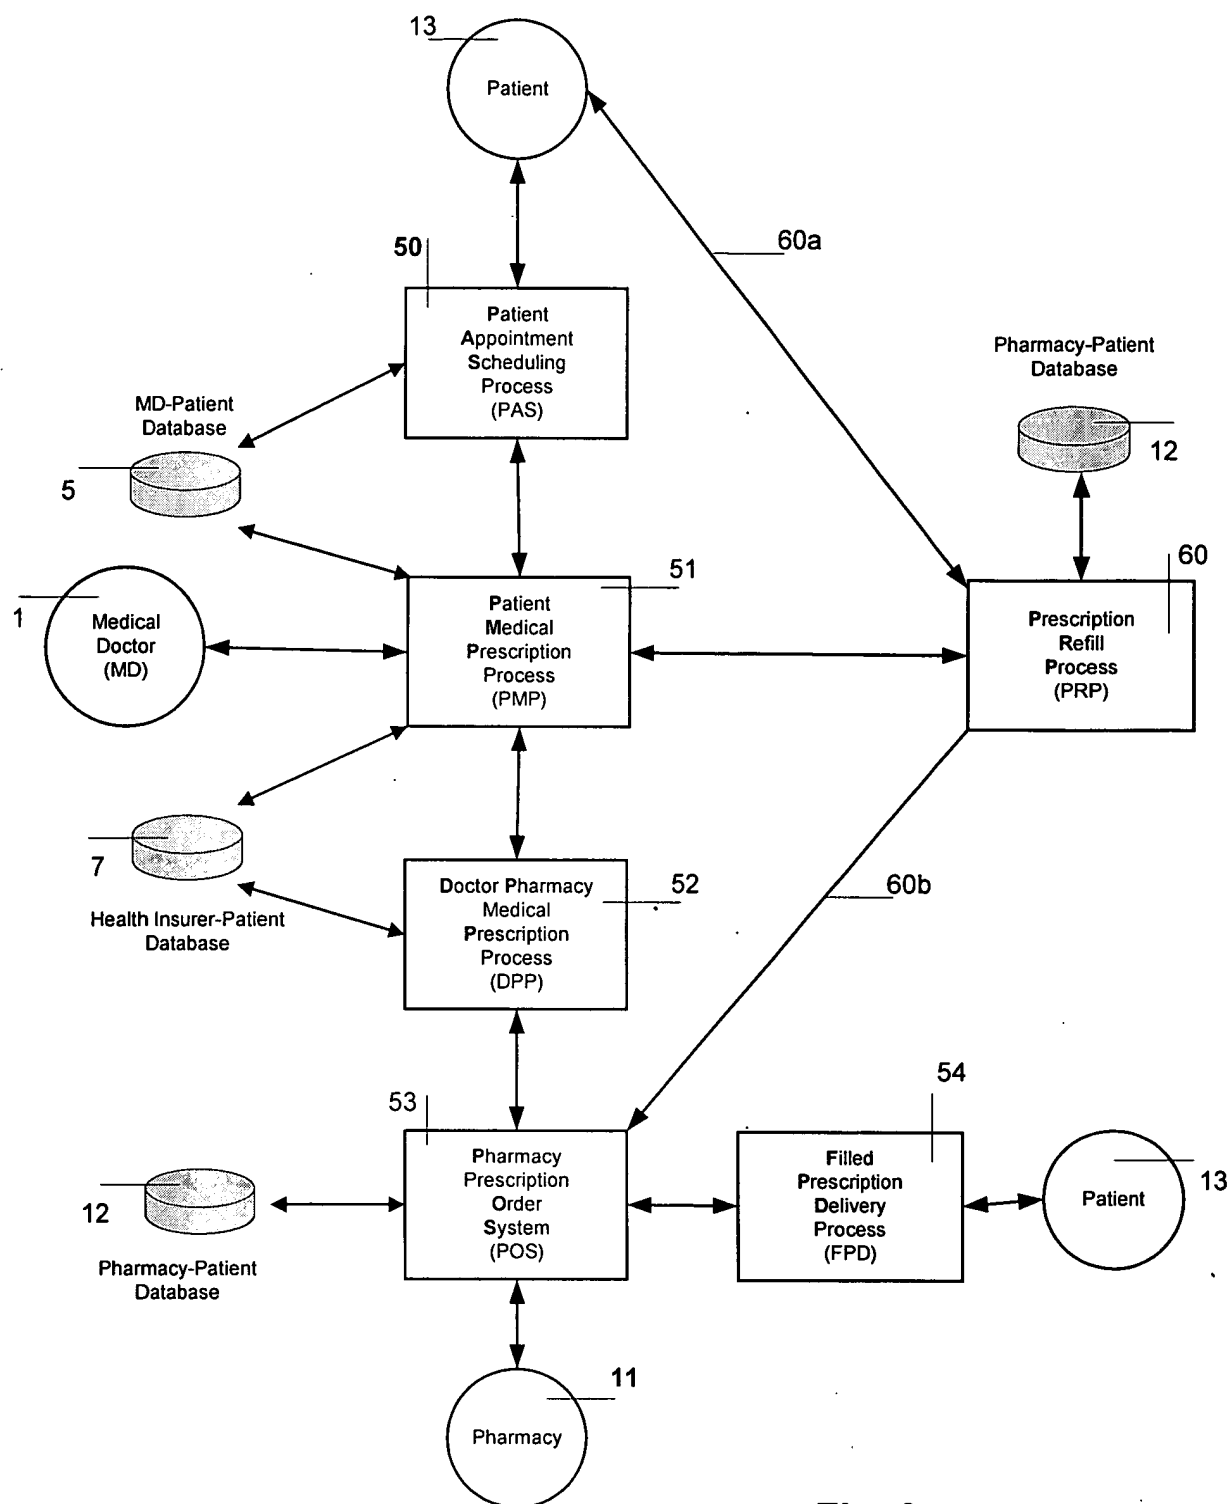 13
Patient
60a
50
Patient
Appointment
Scheduling
Process
(PAS)
Pharmacy-Patient
Database
12
MD-Patient
Database
5
51
60
1
Medical
Doctor
(MD)
Patient
Medical
Prescription
Process
(PMP)
Prescription
Refill
Process
(PRP)
7
Health Insurer-Patient
Database
52
60b
Doctor Pharmacy
Medical
Prescription
Process
(DPP)
53
54
12
Pharmacy-Patient
Database
Pharmacy
Prescription
Order
System
(POS)
Filled
Prescription
Delivery
Process
(FPD)
Patient
13
11
Pharmacy